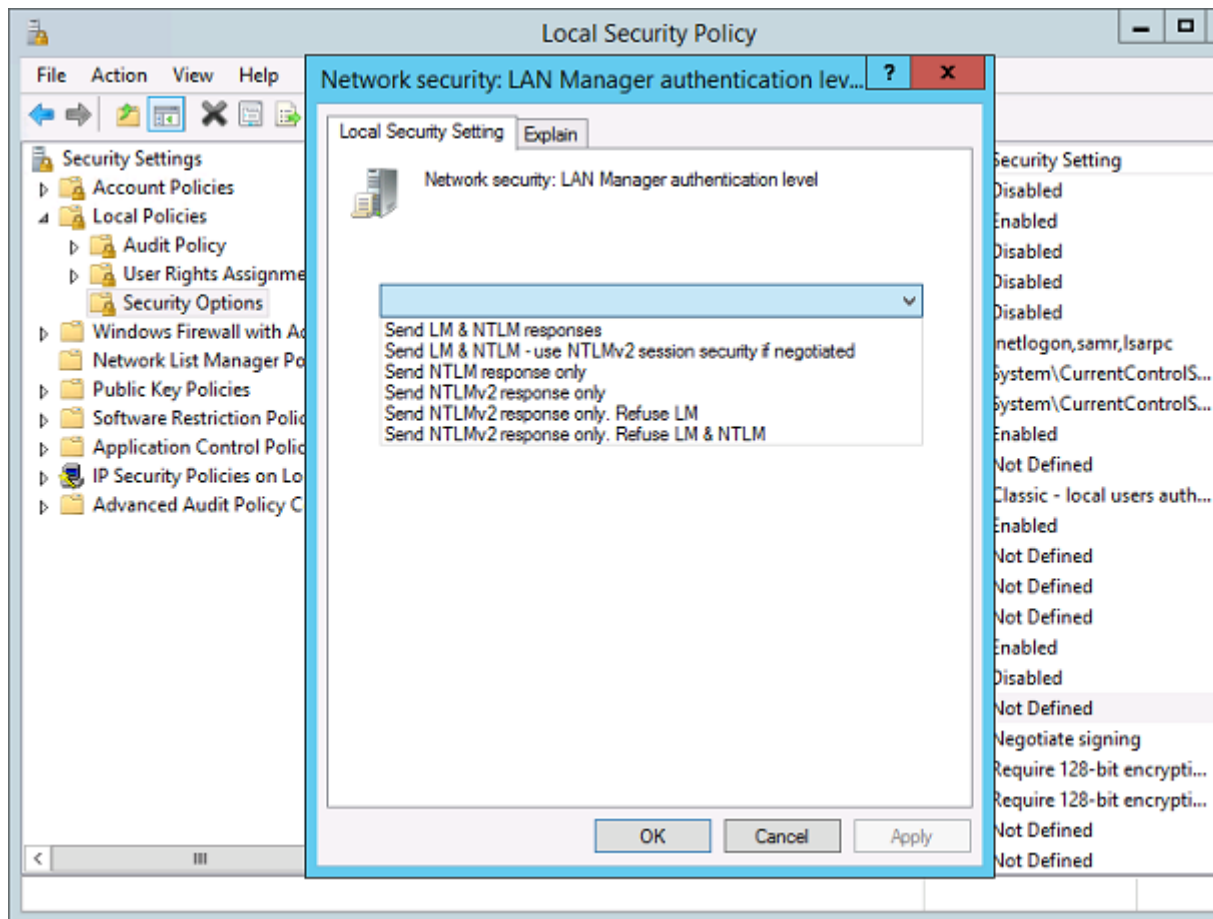 Local Security Policy
File Action View Help
Network security: LAN Manager authentication lev...
?
x
Local Security Setting
Explain
Network security: LAN Manager authentication level
Send LM & NTLM responses
Send LM & NTLM - use NTLMv2 session security if negotiated
Send NTLM response only
Send NTLMv2 response only
Send NTLMv2 response only. Refuse LM
Send NTLMv2 response only. Refuse LM & NTLM
OK
Cancel
Apply
Security Settings
Account Policies
Local Policies
Audit Policy
User Rights Assignme
Security Options
Windows Firewall with Ad
Network List Manager Po
Public Key Policies
Software Restriction Polic
Application Control Polic
IP Security Policies on Lo
Advanced Audit Policy C
Security Setting
Disabled
Enabled
Disabled
Disabled
Disabled
netlogon,samr,lsarpc
System\CurrentControlS...
System\CurrentControlS...
Enabled
Not Defined
Classic - local users auth...
Enabled
Not Defined
Not Defined
Not Defined
Enabled
Disabled
Not Defined
Negotiate signing
Require 128-bit encrypti...
Require 128-bit encrypti...
Not Defined
Not Defined